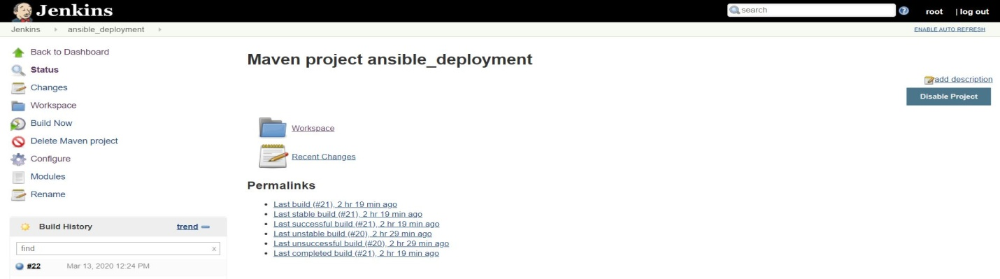 Jenkins
search
root | log out
Jenkins ansible_deployment
ENABLE AUTO REFRESH
Back to Dashboard
Status
Changes
Workspace
Build Now
Delete Maven project
Configure
Modules
Rename
Build History trend
find x
#22 Mar 13, 2020 12:24 PM
Maven project ansible_deployment
add description
Disable Project
Workspace
Recent Changes
Permalinks
Last build (#21), 2 hr 19 min ago
Last stable build (#21), 2 hr 19 min ago
Last successful build (#21), 2 hr 19 min ago
Last unstable build (#20), 2 hr 29 min ago
Last unsuccessful build (#20), 2 hr 29 min ago
Last completed build (#21), 2 hr 19 min ago